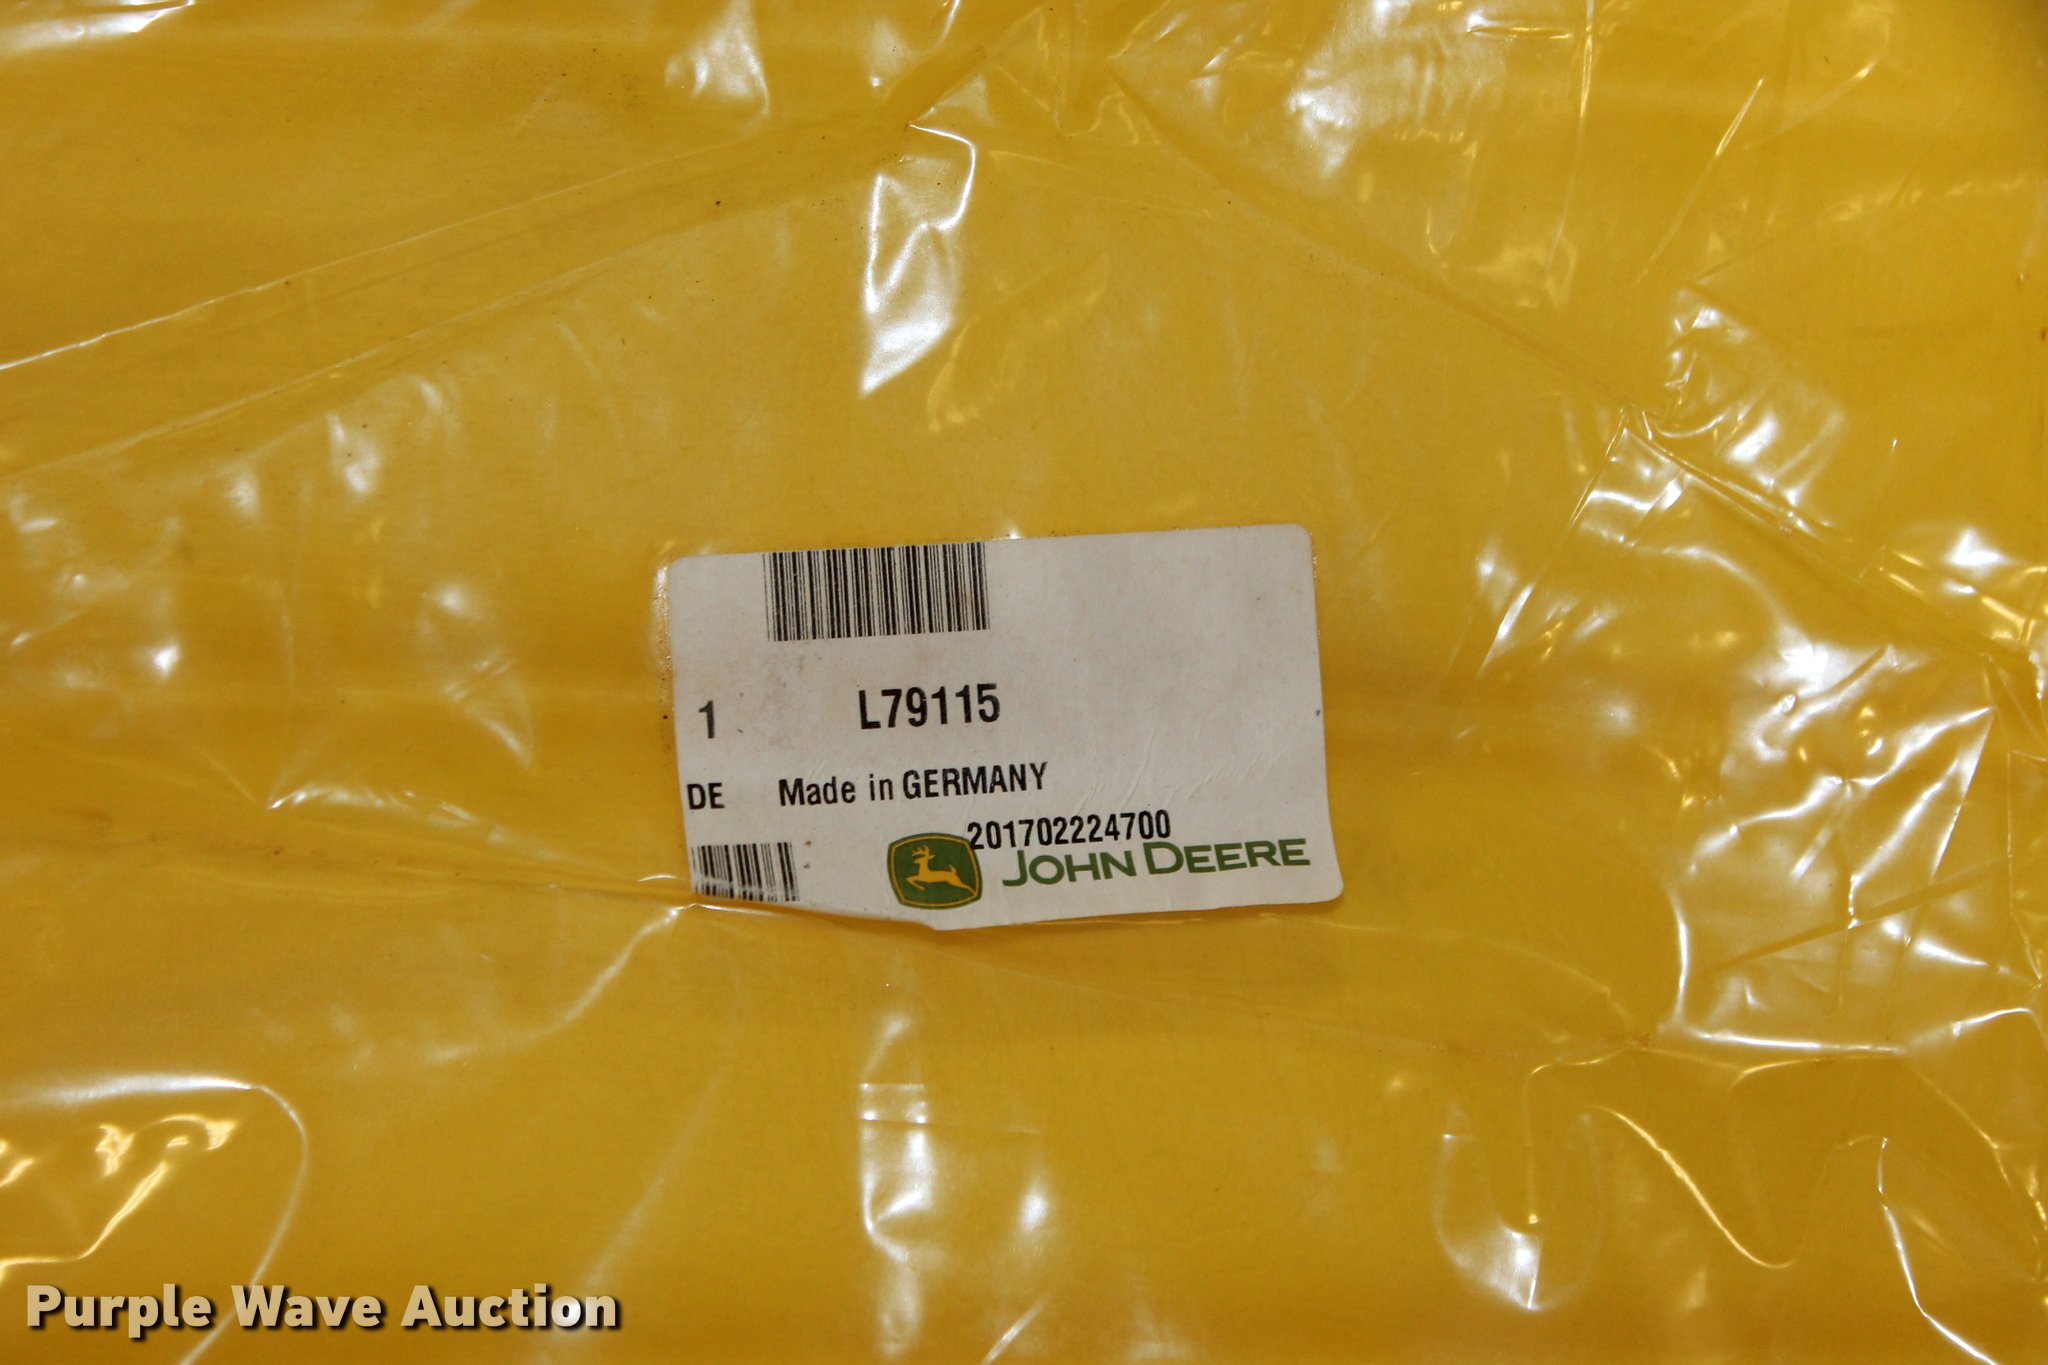 1 L79115
DE Made in GERMANY
201702224700
JOHN DEERE
Purple Wave Auction